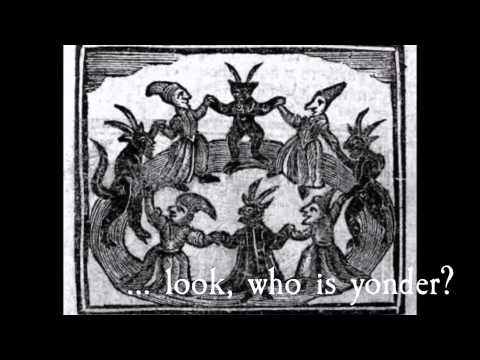 ... look, who is yonder?